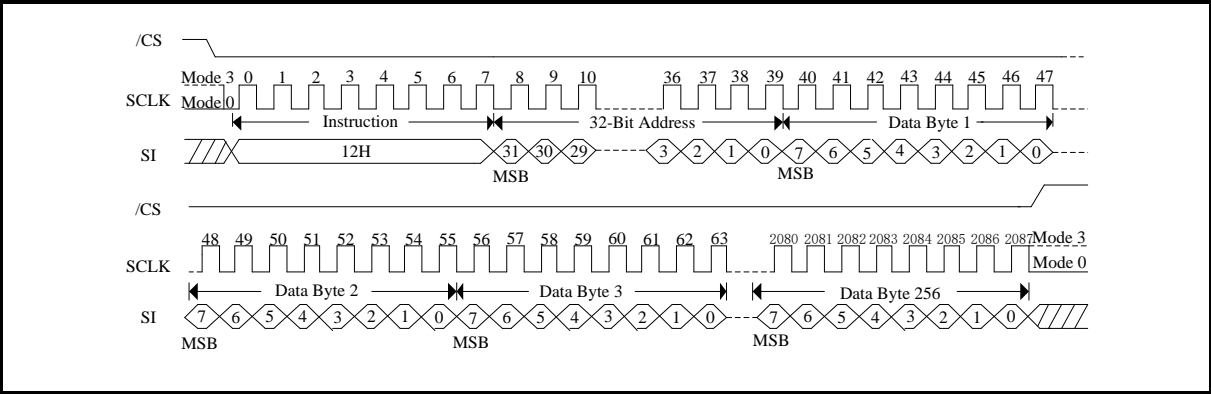 /CS
Mode 3 0 1 2 3 4 5 6 7 8 9 10 36 37 38 39 40 41 42 43 44 45 46 47
SCLK Mode 0
Instruction 32-Bit Address Data Byte 1
SI 12H 31 30 29 3 2 1 0 7 6 5 4 3 2 1 0
MSB MSB
/CS
48 49 50 51 52 53 54 55 56 57 58 59 60 61 62 63 2080 2081 2082 2083 2084 2085 2086 2087 Mode 3
SCLK Mode 0
Data Byte 2 Data Byte 3 Data Byte 256
SI 7 6 5 4 3 2 1 0 7 6 5 4 3 2 1 0 7 6 5 4 3 2 1 0
MSB MSB MSB